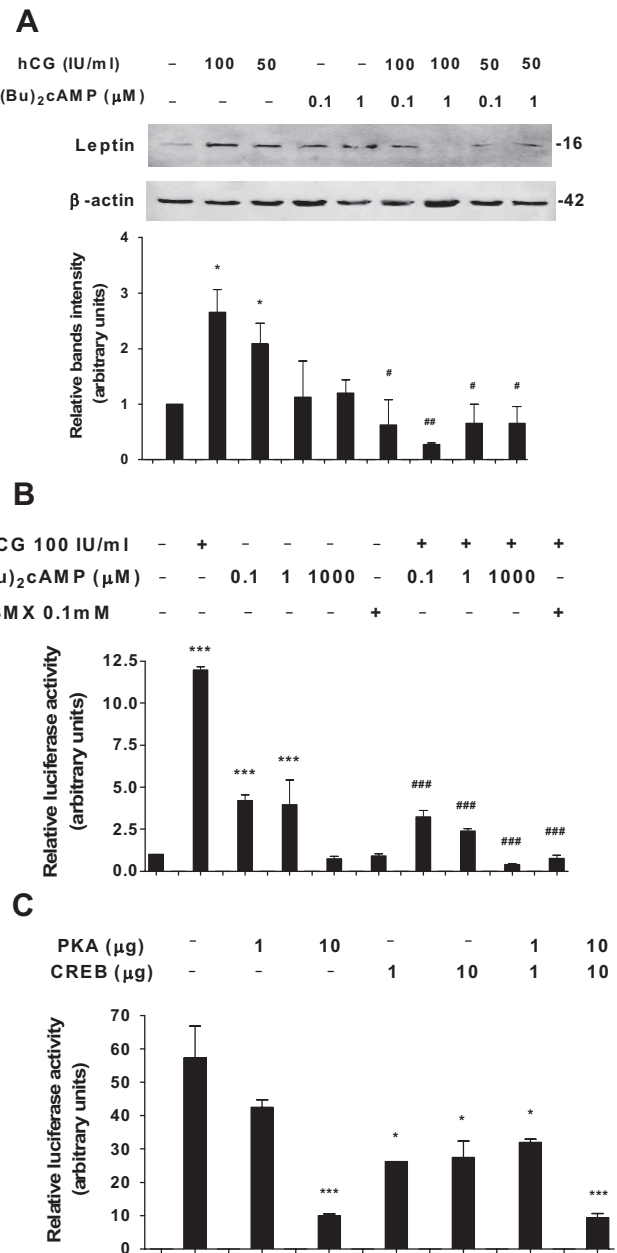 A
hCG (IU/ml) – 100 50 – – 100 100 50 50
(Bu)₂cAMP (µM) – – – 0.1 1 0.1 1 0.1 1
Leptin -16
β-actin -42
Relative bands intensity
(arbitrary units)
4
3
2
1
0
* * # ## # #
B
CG 100 IU/ml – + – – – – + + + +
u)₂cAMP (µM) – – 0.1 1 1000 – 0.1 1 1000 –
MX 0.1mM – – – – – + – – – +
Relative luciferase activity
(arbitrary units)
12.5
10.0
7.5
5.0
2.5
0.0
*** *** *** ### ### ### ###
C
PKA (µg) – 1 10 – – 1 10
CREB (µg) – – – 1 10 1 10
Relative luciferase activity
(arbitrary units)
70
60
50
40
30
20
10
0
*** * * * ***